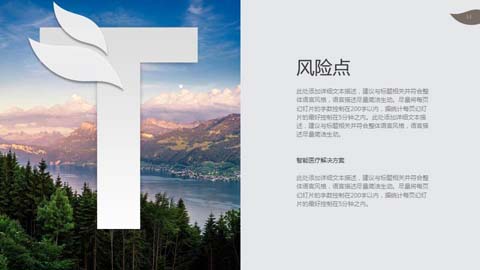 T
风险点
此处添加详细文本描述，建议与标题相关并符合整
体语言风格，语言描述尽量简洁生动。尽量将每页
幻灯片的字数控制在200字以内，据统计每页幻灯
片的最好控制在5分钟之内。此处添加详细文本描
述，建议与标题相关并符合整体语言风格，语言描
述尽量简洁生动。
智能医疗解决方案
此处添加详细文本描述，建议与标题相关并符合整
体语言风格，语言描述尽量简洁生动。尽量将每页
幻灯片的字数控制在200字以内，据统计每页幻灯
片的最好控制在5分钟之内。